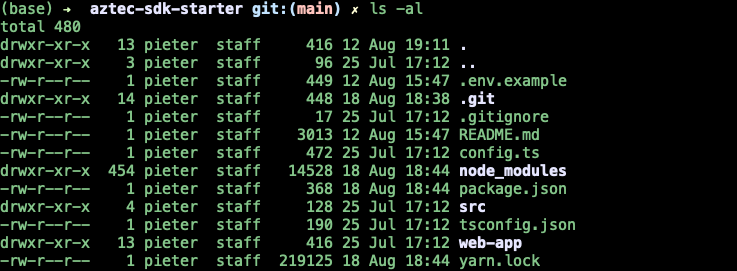 (base) ➜  aztec-sdk-starter git:(main) ✗ ls -al
total 480
drwxr-xr-x   13 pieter  staff     416 12 Aug 19:11 .
drwxr-xr-x    3 pieter  staff      96 25 Jul 17:12 ..
-rw-r--r--    1 pieter  staff     449 12 Aug 15:47 .env.example
drwxr-xr-x   14 pieter  staff     448 18 Aug 18:38 .git
-rw-r--r--    1 pieter  staff      17 25 Jul 17:12 .gitignore
-rw-r--r--    1 pieter  staff    3013 12 Aug 15:47 README.md
-rw-r--r--    1 pieter  staff     472 25 Jul 17:12 config.ts
drwxr-xr-x  454 pieter  staff   14528 18 Aug 18:44 node_modules
-rw-r--r--    1 pieter  staff     368 18 Aug 18:44 package.json
drwxr-xr-x    4 pieter  staff     128 25 Jul 17:12 src
-rw-r--r--    1 pieter  staff     190 25 Jul 17:12 tsconfig.json
drwxr-xr-x   13 pieter  staff     416 25 Jul 17:12 web-app
-rw-r--r--    1 pieter  staff  219125 18 Aug 18:44 yarn.lock